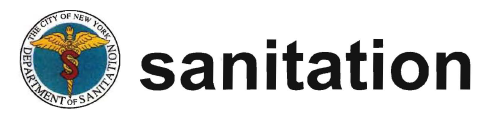 THE CITY OF NEW YORK
DEPARTMENT OF SANITATION
S
sanitation